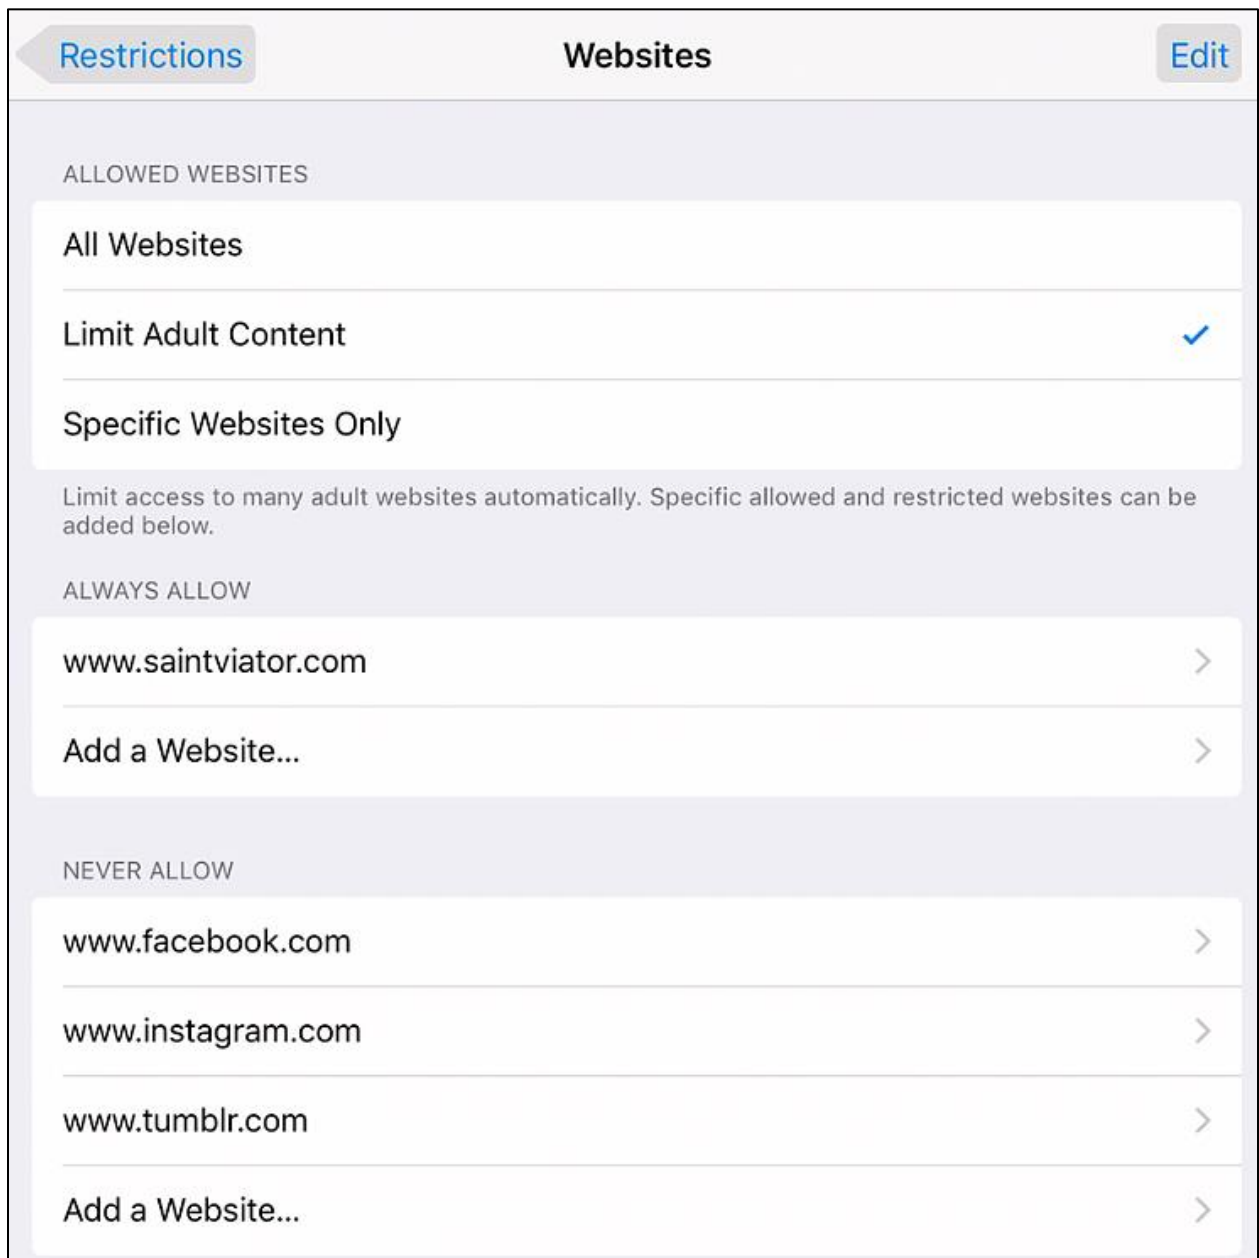 Restrictions
Websites
Edit
ALLOWED WEBSITES
All Websites
Limit Adult Content
Specific Websites Only
Limit access to many adult websites automatically. Specific allowed and restricted websites can be
added below.
ALWAYS ALLOW
www.saintviator.com
Add a Website...
NEVER ALLOW
www.facebook.com
www.instagram.com
www.tumblr.com
Add a Website...